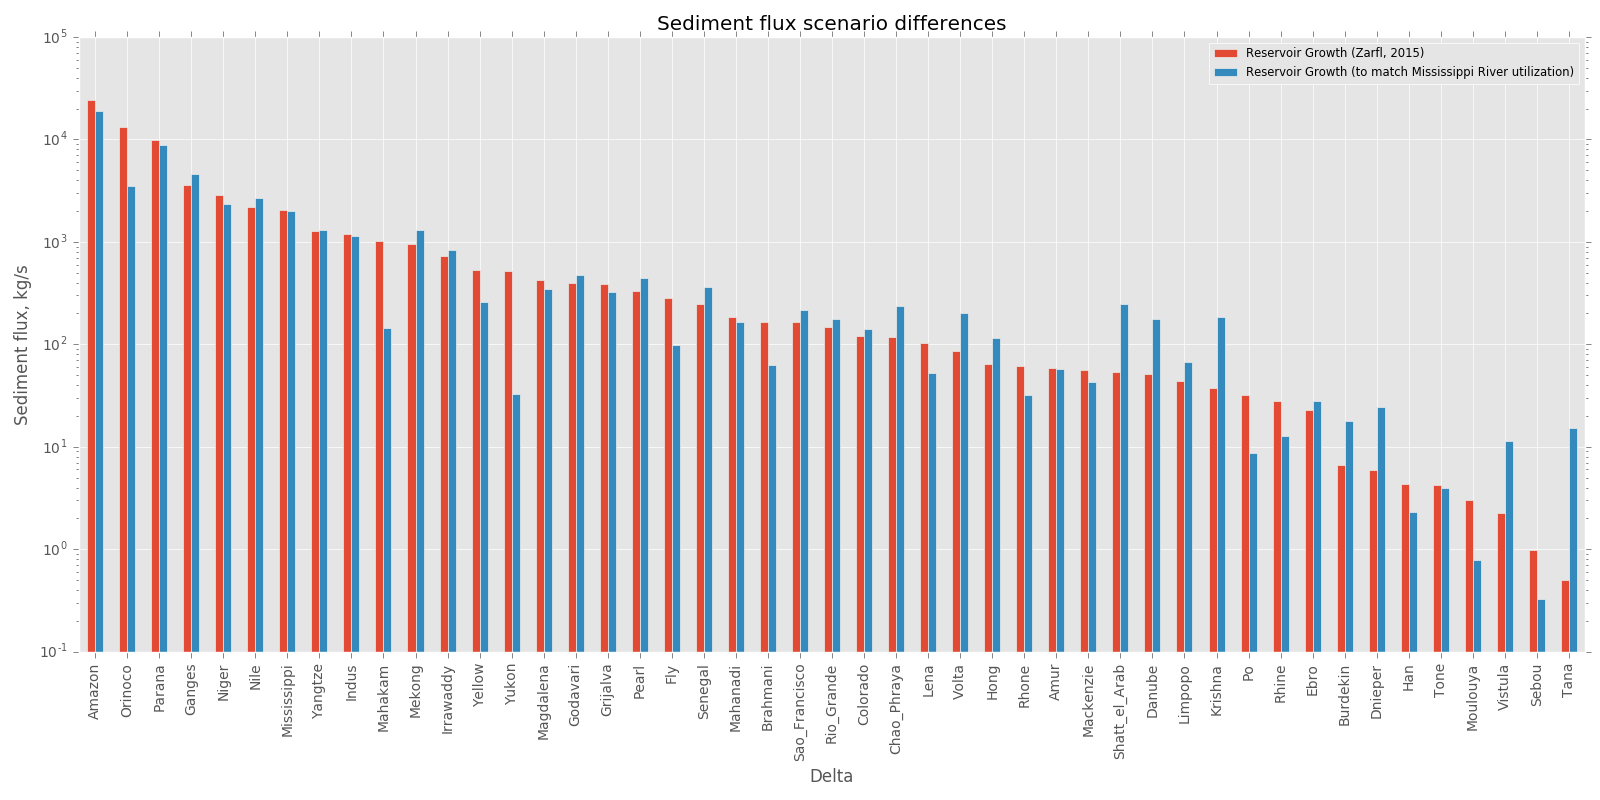 Sediment flux scenario differences
Reservoir Growth (Zarfl, 2015)
Reservoir Growth (to match Mississippi River utilization)
Sediment flux, kg/s
10^5
10^4
10^3
10^2
10^1
10^0
10^-1
Amazon
Orinoco
Parana
Ganges
Niger
Nile
Mississippi
Yangtze
Indus
Mahakam
Mekong
Irrawaddy
Yellow
Yukon
Magdalena
Godavari
Grijalva
Pearl
Fly
Senegal
Mahanadi
Brahmani
Sao_Francisco
Rio_Grande
Colorado
Chao_Phraya
Lena
Volta
Hong
Rhone
Amur
Mackenzie
Shatt_el_Arab
Danube
Limpopo
Krishna
Po
Rhine
Ebro
Burdekin
Dnieper
Han
Tone
Moulouya
Vistula
Sebou
Tana
Delta